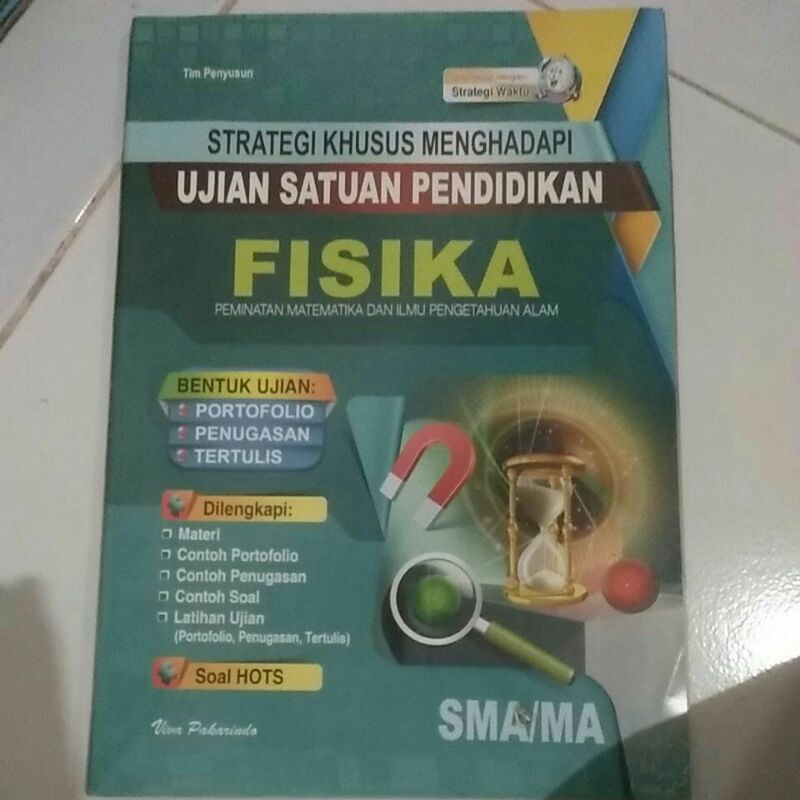 Tim Penyusun
Strategi Waktu
STRATEGI KHUSUS MENGHADAPI
UJIAN SATUAN PENDIDIKAN
FISIKA
PEMINATAN MATEMATIKA DAN ILMU PENGETAHUAN ALAM
BENTUK UJIAN:
PORTOFOLIO
PENUGASAN
TERTULIS
Dilengkapi:
Materi
Contoh Portofolio
Contoh Penugasan
Contoh Soal
Latihan Ujian
(Portofolio, Penugasan, Tertulis)
Soal HOTS
Viva Pakarindo
SMA/MA